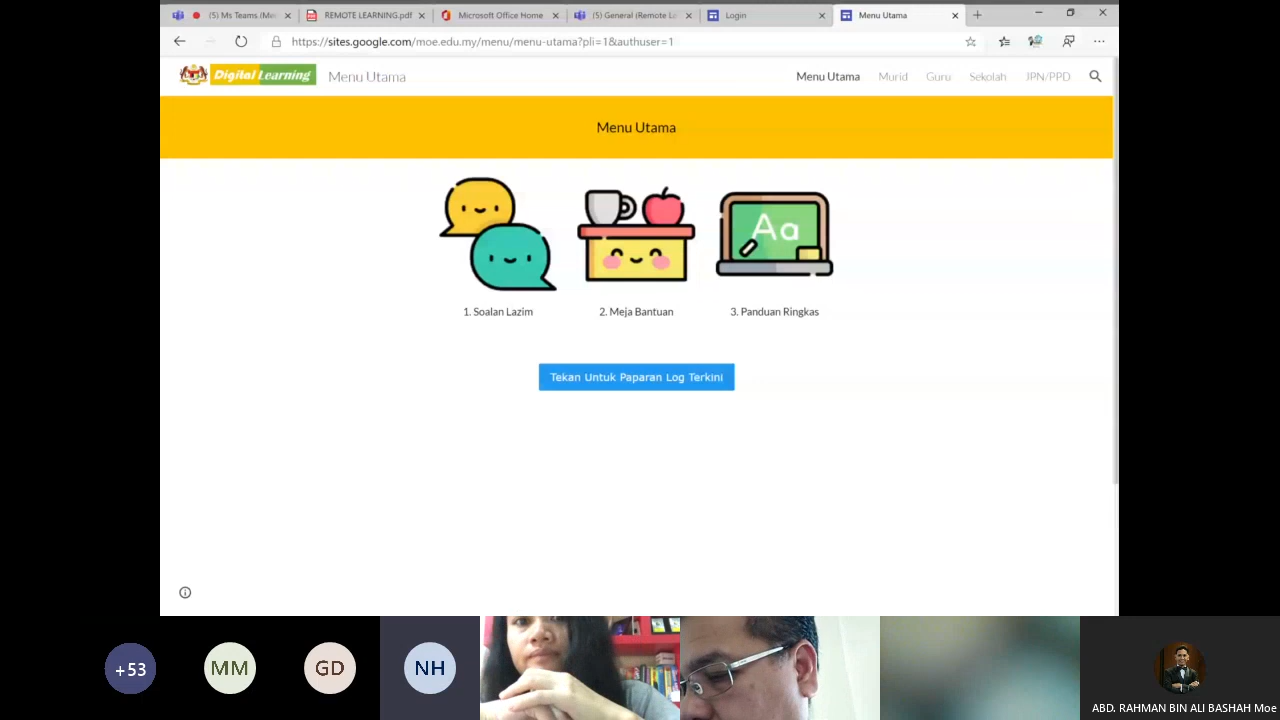 (5) Ms Teams (Me
REMOTE LEARNING.pdf
Microsoft Office Home
(5) General (Remote Le
Login
Menu Utama
https://sites.google.com/moe.edu.my/menu/menu-utama?pli=1&authuser=1
Digital Learning
Menu Utama
Menu Utama
Murid
Guru
Sekolah
JPN/PPD
Menu Utama
Aa
1. Soalan Lazim
2. Meja Bantuan
3. Panduan Ringkas
Tekan Untuk Paparan Log Terkini
+53
MM
GD
NH
ABD. RAHMAN BIN ALI BASHAH Moe